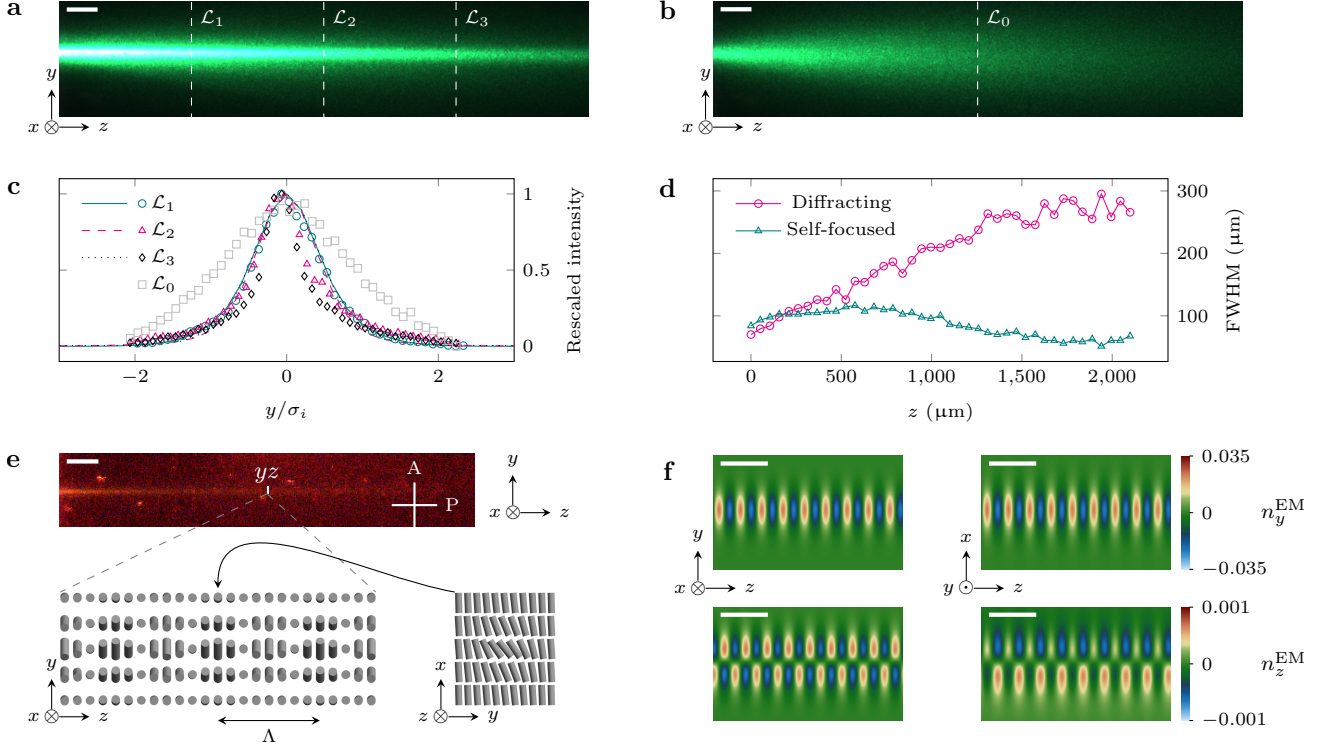 a
ℒ₁ ℒ₂ ℒ₃
y
x z
b
ℒ₀
y
x z
c
ℒ₁
ℒ₂
ℒ₃
ℒ₀
1
0.5
0
Rescaled intensity
−2 0 2
y/σᵢ
d
Diffracting
Self-focused
300
200
100
FWHM (μm)
0 500 1,000 1,500 2,000
z (μm)
e
yz
A
P
y
x z
y
x z
Λ
x
z y
f
y
x z
x
y z
0.035
0
−0.035
n_y^EM
0.001
0
−0.001
n_z^EM